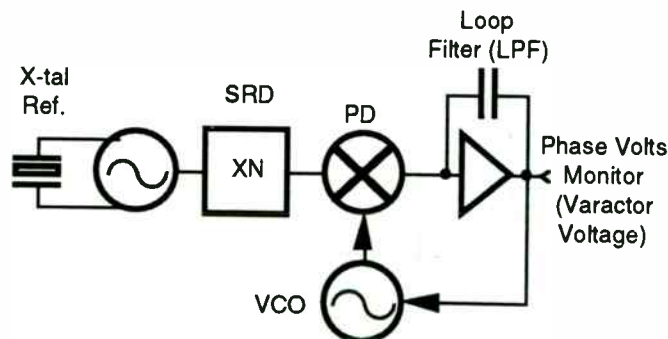 X-tal
Ref.
SRD
XN
PD
Loop
Filter (LPF)
Phase Volts
Monitor
(Varactor
Voltage)
VCO